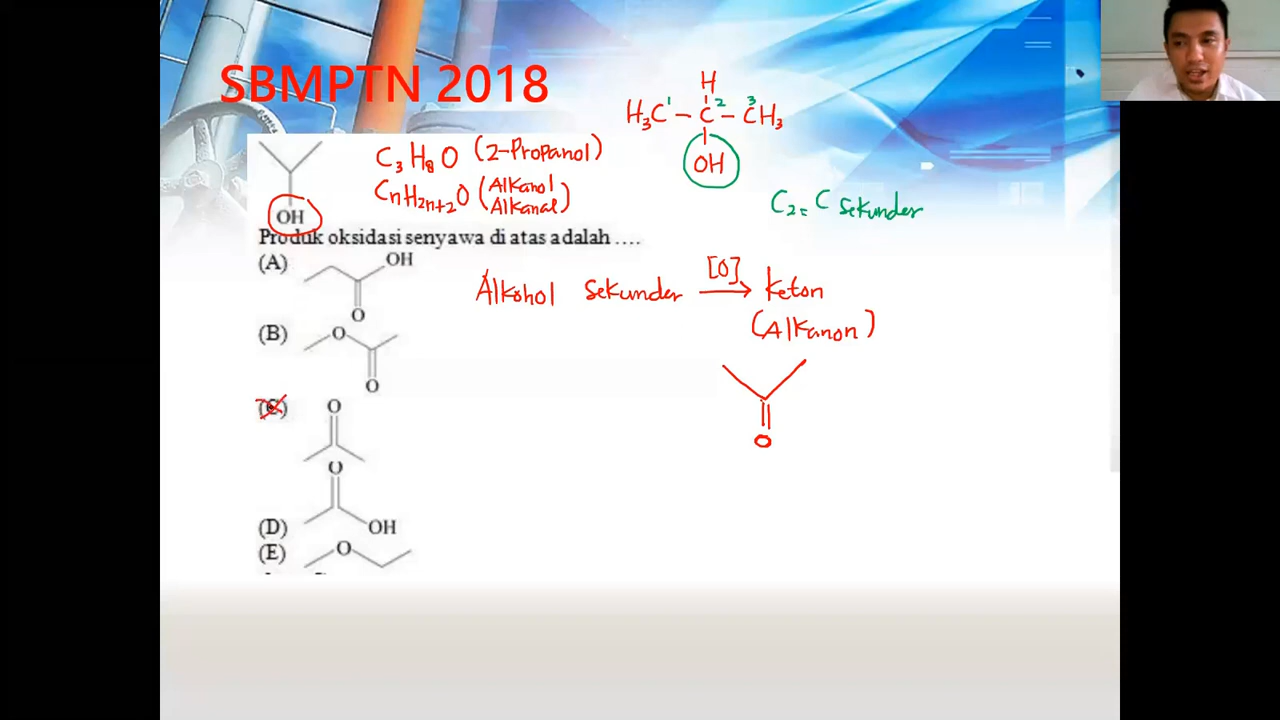 SBMPTN 2018
H
H₃C¹ – C² – C³H₃
OH
C₃H₈O (2-Propanol)
CnH₂n+₂O (Alkanol
Alkanal)
OH
C₂ = C Sekunder
Produk oksidasi senyawa di atas adalah ....
(A)
OH
O
Alkohol Sekunder [O] → keton
(Alkanon)
(B)
O
O
O
(C)
O
O
(D)
OH
(E)
O